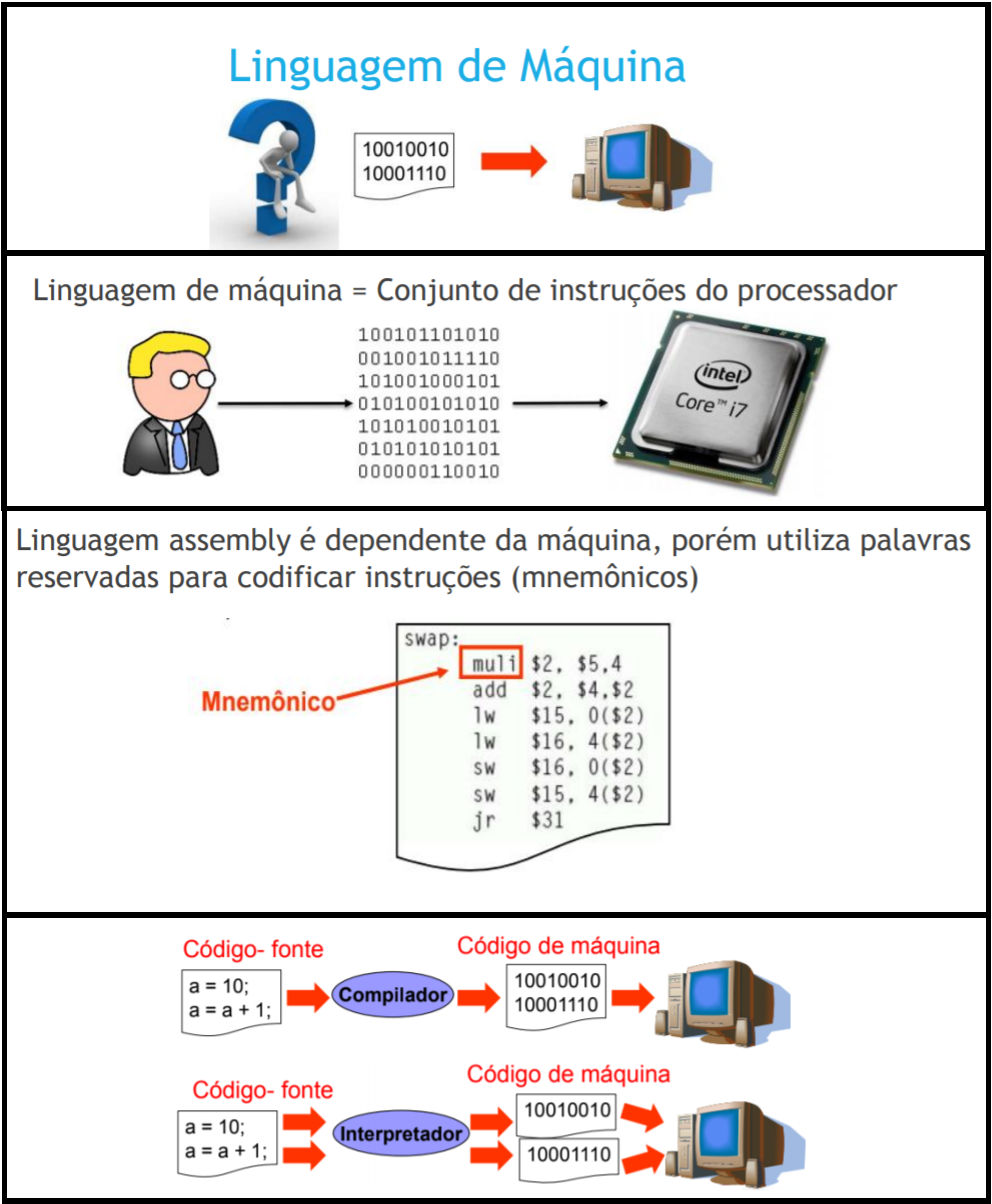 Linguagem de Máquina
10010010
10001110
Linguagem de máquina = Conjunto de instruções do processador
100101101010
001001011110
101001000101
010100101010
101010010101
010101010101
000000110010
intel
Core™ i7
Linguagem assembly é dependente da máquina, porém utiliza palavras
reservadas para codificar instruções (mnemônicos)
swap:
muli $2, $5,4
add $2, $4,$2
lw $15, 0($2)
lw $16, 4($2)
sw $16, 0($2)
sw $15, 4($2)
jr $31
Mnemônico
Código- fonte
a = 10;
a = a + 1;
Compilador
Código de máquina
10010010
10001110
Código- fonte
a = 10;
a = a + 1;
Interpretador
Código de máquina
10010010
10001110